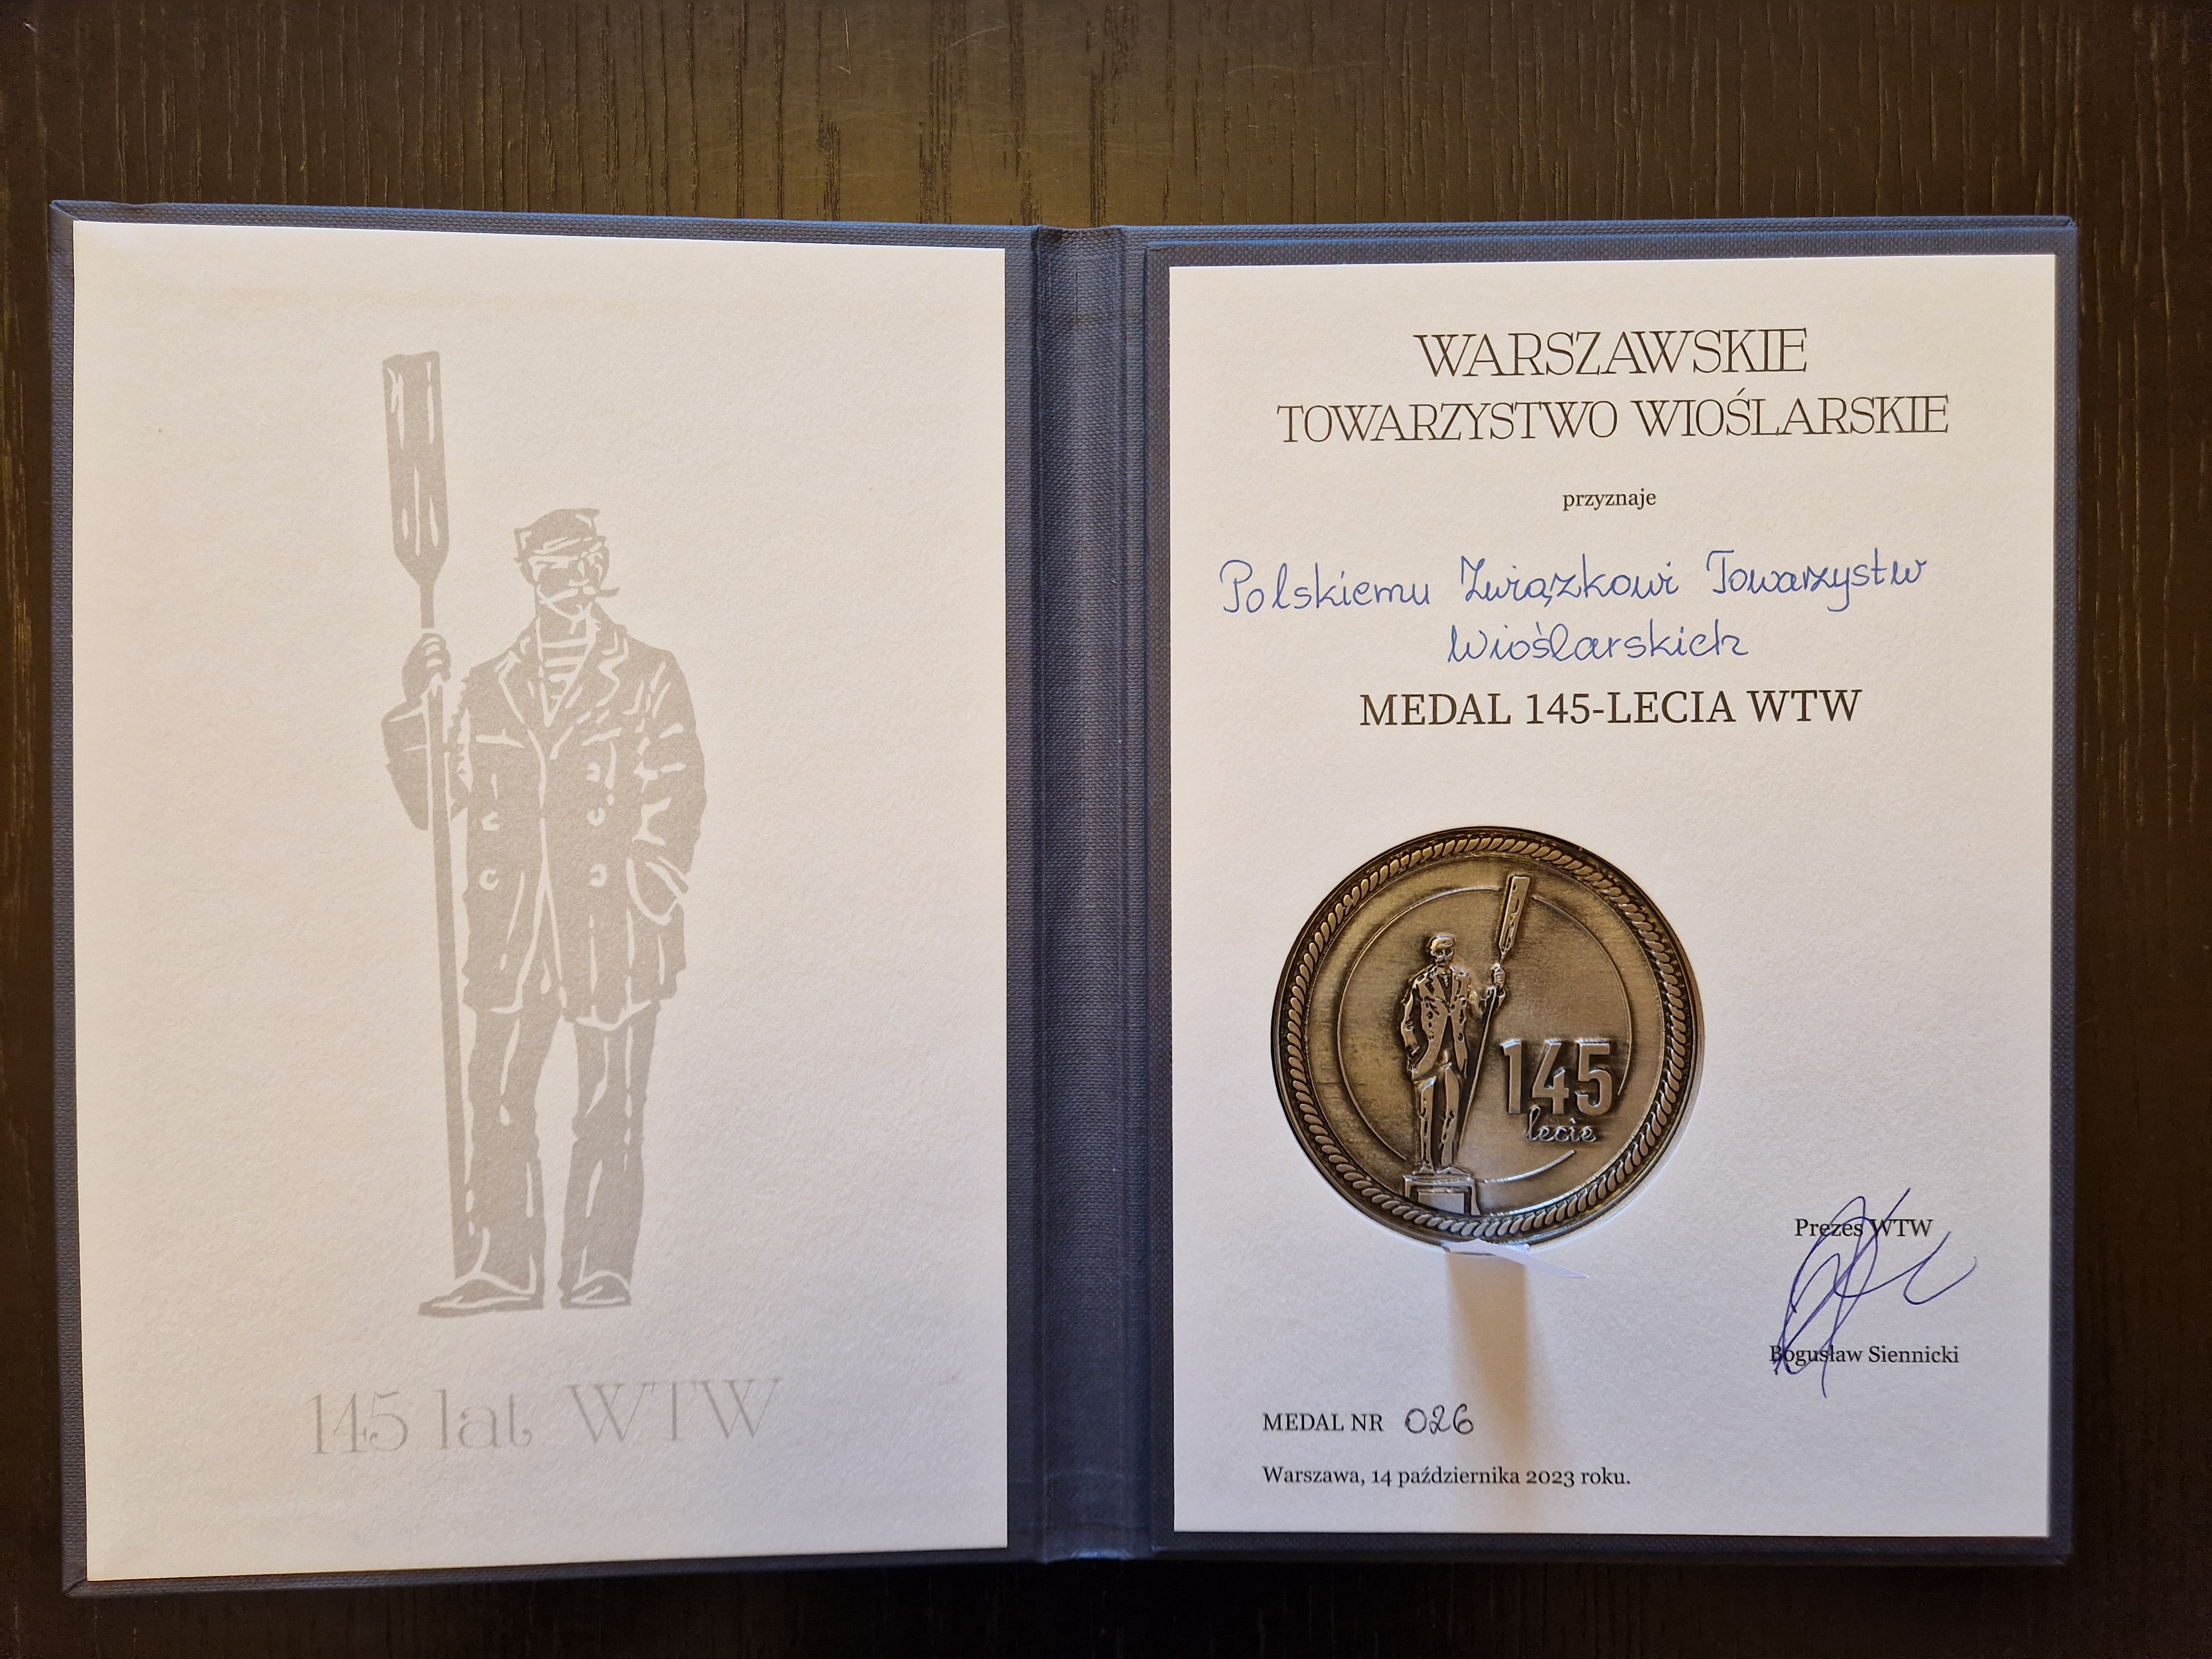 145 lat WTW
WARSZAWSKIE
TOWARZYSTWO WIOŚLARSKIE
przyznaje
Polskiemu Związkowi Towarzystw
Wioślarskich
MEDAL 145-LECIA WTW
145
lecie
Prezes WTW
Bogusław Siennicki
MEDAL NR 026
Warszawa, 14 października 2023 roku.